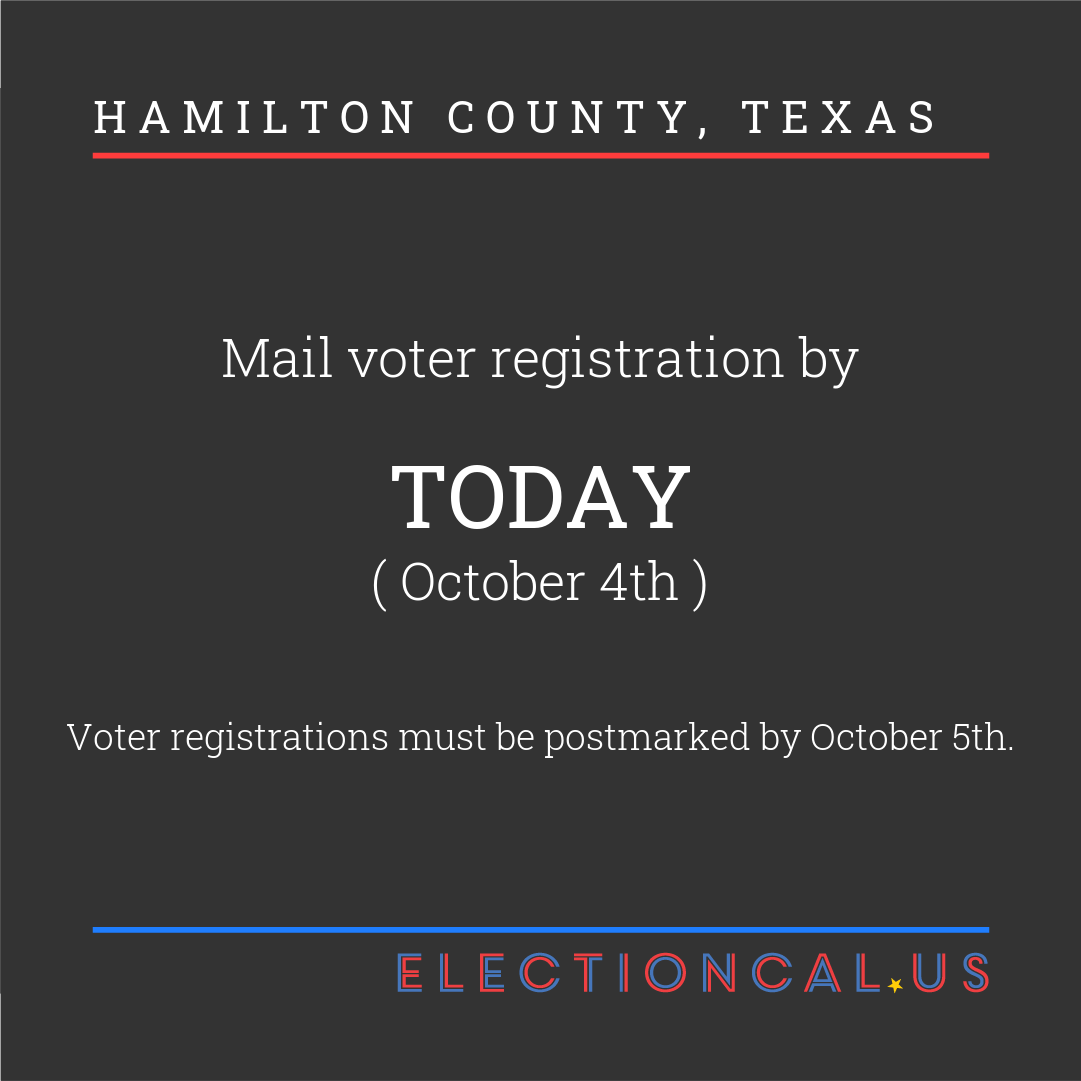 HAMILTON COUNTY, TEXAS
Mail voter registration by
TODAY
( October 4th )
Voter registrations must be postmarked by October 5th.
ELECTIONCAL.US